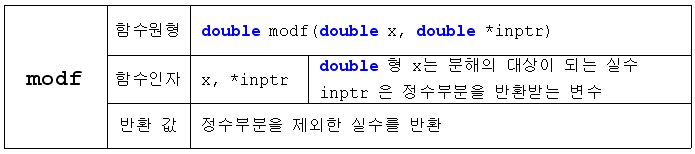 함수원형 double modf(double x, double *inptr)
modf
함수인자 x, *inptr double 형 x는 분해의 대상이 되는 실수
inptr 은 정수부분을 반환받는 변수
반환 값 정수부분을 제외한 실수를 반환